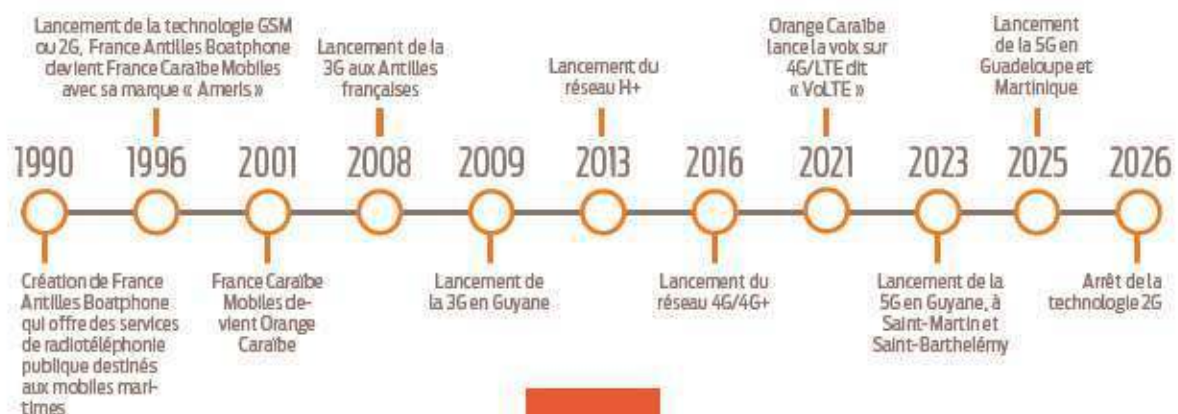 Lancement de la technologie GSM
ou 2G, France Antilles Boatphone
devient France Caraïbe Mobiles
avec sa marque « Ameris »
Lancement de la
3G aux Antilles
françaises
Lancement du
réseau H+
Orange Caraïbe
lance la voix sur
4G/LTE dit
« VoLTE »
Lancement
de la 5G en
Guadeloupe et
Martinique
1990 1996 2001 2008 2009 2013 2016 2021 2023 2025 2026
Création de France
Antilles Boatphone
qui offre des services
de radiotéléphonie
publique destinés
aux mobiles mari-
times
France Caraïbe
Mobiles de-
vient Orange
Caraïbe
Lancement de
la 3G en Guyane
Lancement du
réseau 4G/4G+
Lancement de la
5G en Guyane, à
Saint-Martin et
Saint-Barthelémy
Arrêt de la
technologie 2G